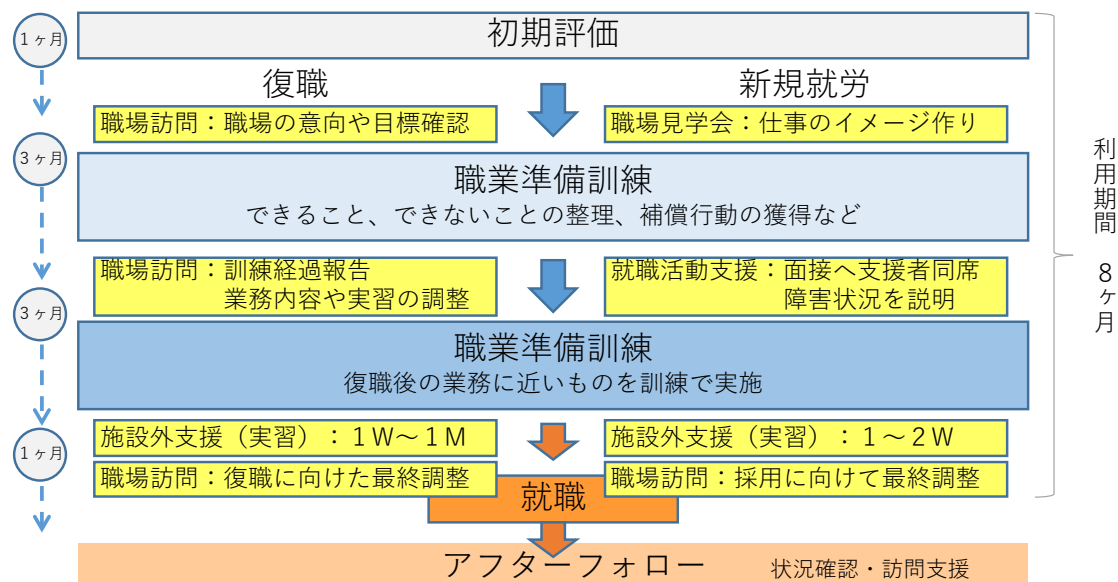 1ヶ月
初期評価
復職
新規就労
職場訪問：職場の意向や目標確認
職場見学会：仕事のイメージ作り
3ヶ月
職業準備訓練
できること、できないことの整理、補償行動の獲得など
職場訪問：訓練経過報告
業務内容や実習の調整
就職活動支援：面接へ支援者同席
障害状況を説明
3ヶ月
職業準備訓練
復職後の業務に近いものを訓練で実施
1ヶ月
施設外支援（実習）：１W～１M
施設外支援（実習）：１～２W
職場訪問：復職に向けた最終調整
職場訪問：採用に向けて最終調整
就職
アフターフォロー
状況確認・訪問支援
利用期間　８ヶ月